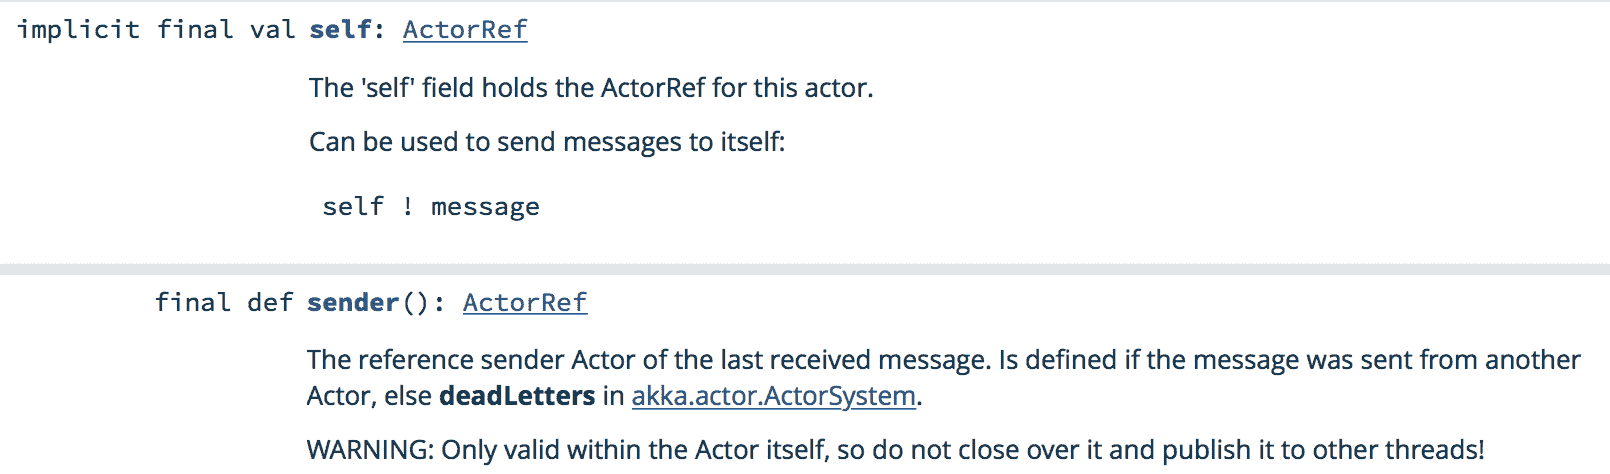 implicit final val self: ActorRef
The 'self' field holds the ActorRef for this actor.
Can be used to send messages to itself:
self ! message
final def sender(): ActorRef
The reference sender Actor of the last received message. Is defined if the message was sent from another
Actor, else deadLetters in akka.actor.ActorSystem.
WARNING: Only valid within the Actor itself, so do not close over it and publish it to other threads!